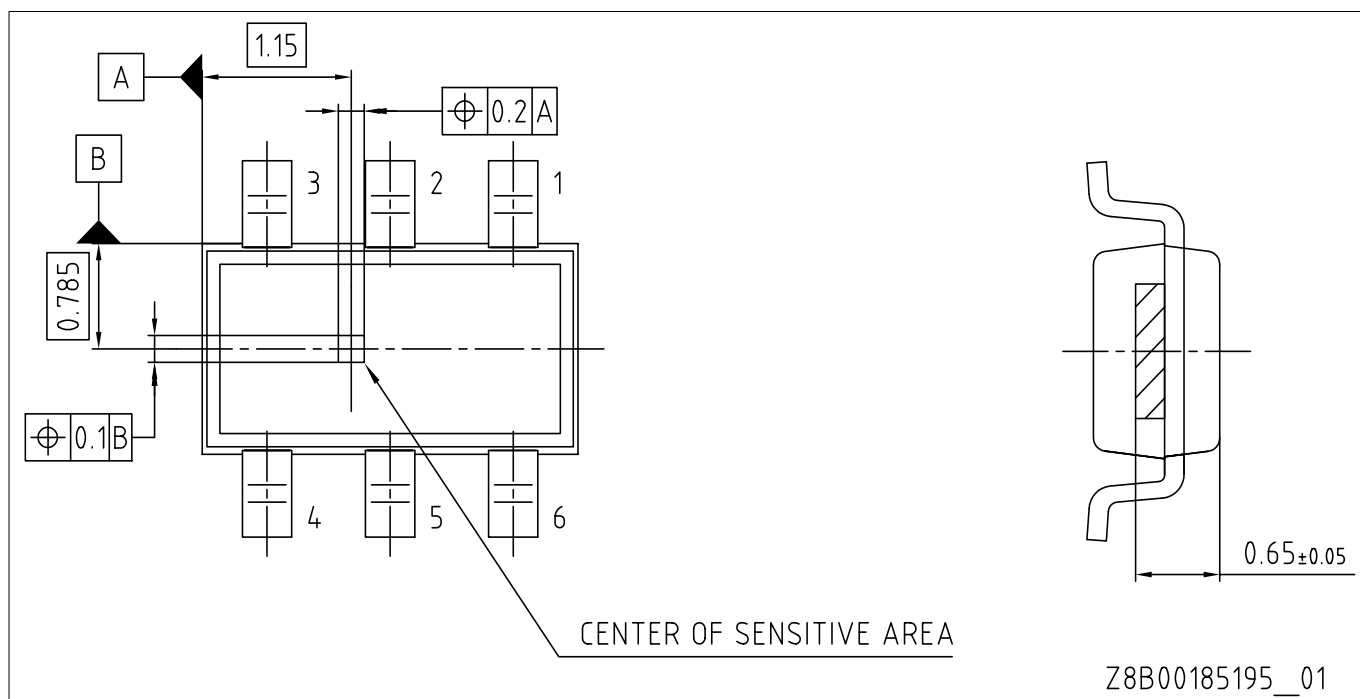 1.15
A
⌖ 0.2 A
B
3 2 1
0.785
⌖ 0.1 B
4 5 6
0.65±0.05
CENTER OF SENSITIVE AREA
Z8B00185195__01